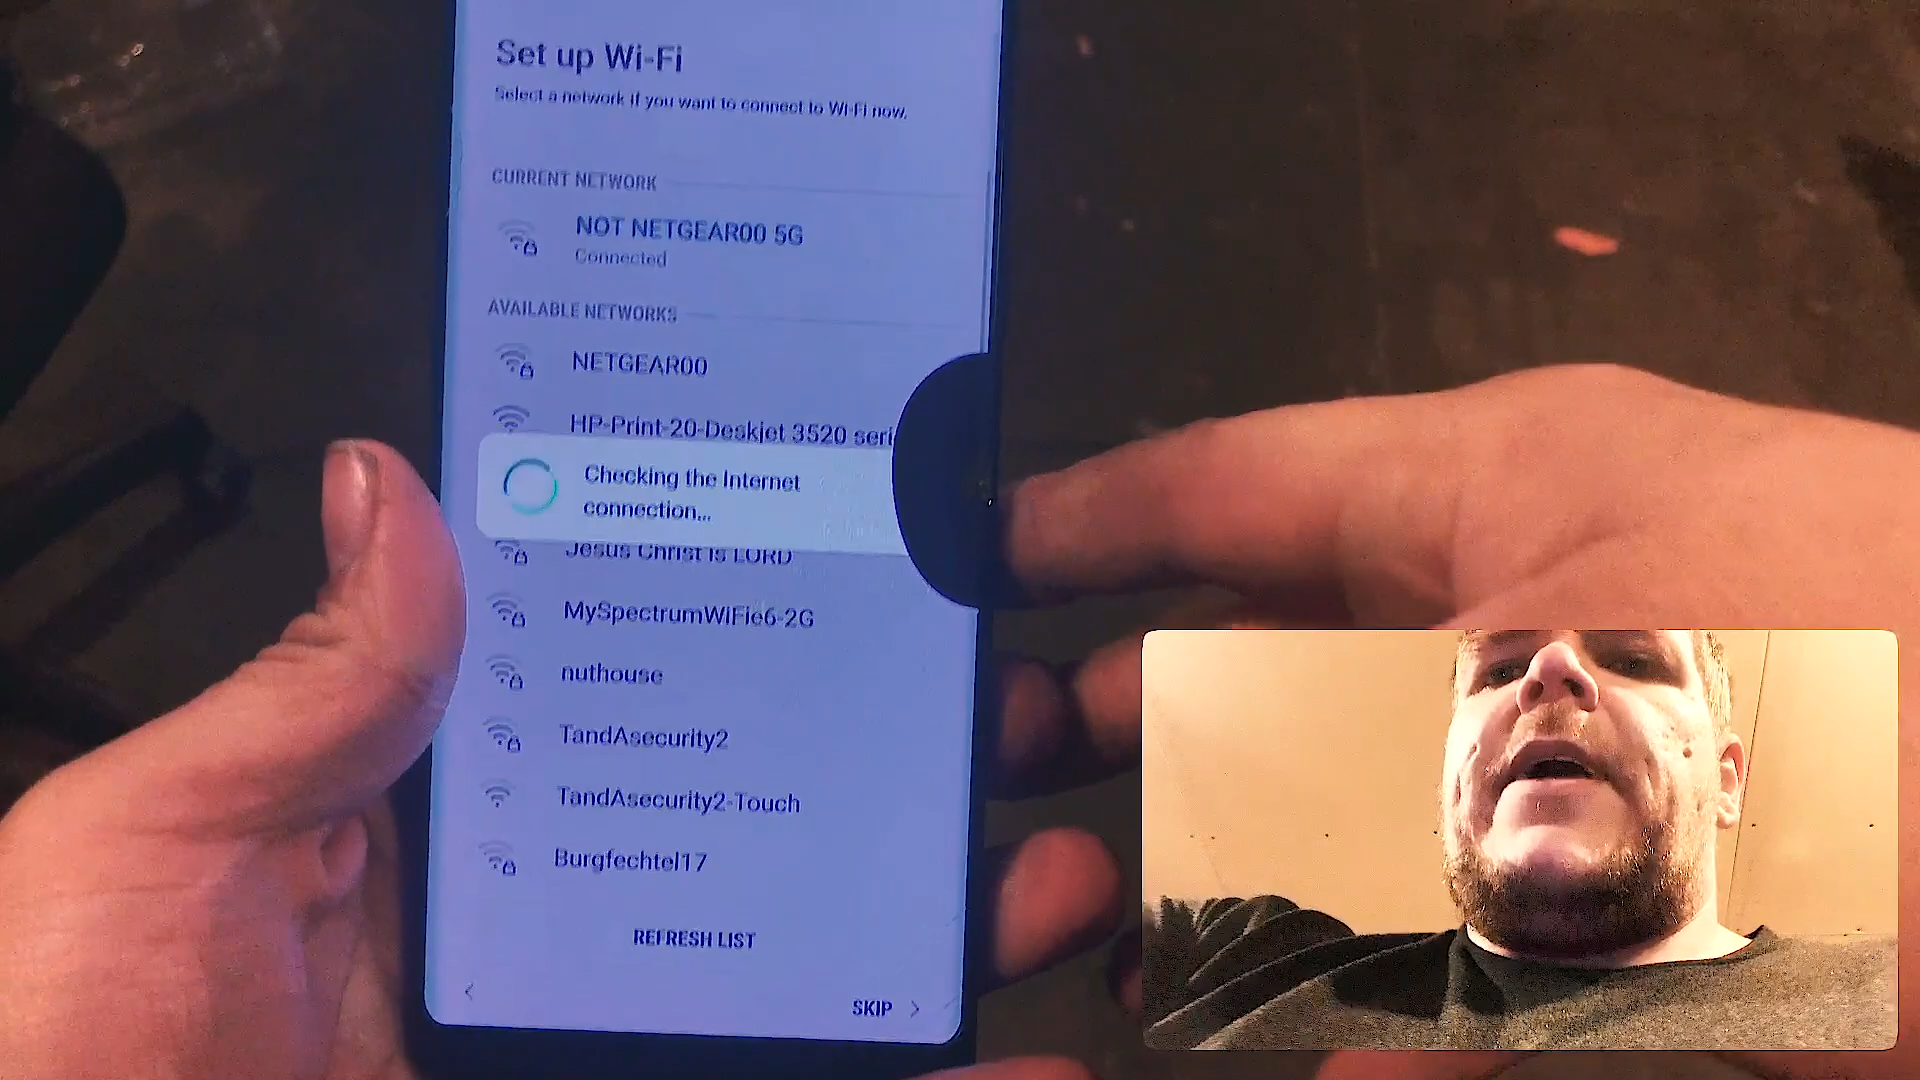 Set up Wi-Fi
Select a network if you want to connect to Wi-Fi now.
CURRENT NETWORK
NOT NETGEAR00 5G
Connected
AVAILABLE NETWORKS
NETGEAR00
HP-Print-20-Deskjet 3520 seri
Checking the Internet
connection...
Jesus Christ is LORD
MySpectrumWiFie6-2G
nuthouse
TandAsecurity2
TandAsecurity2-Touch
Burgfechtel17
REFRESH LIST
SKIP